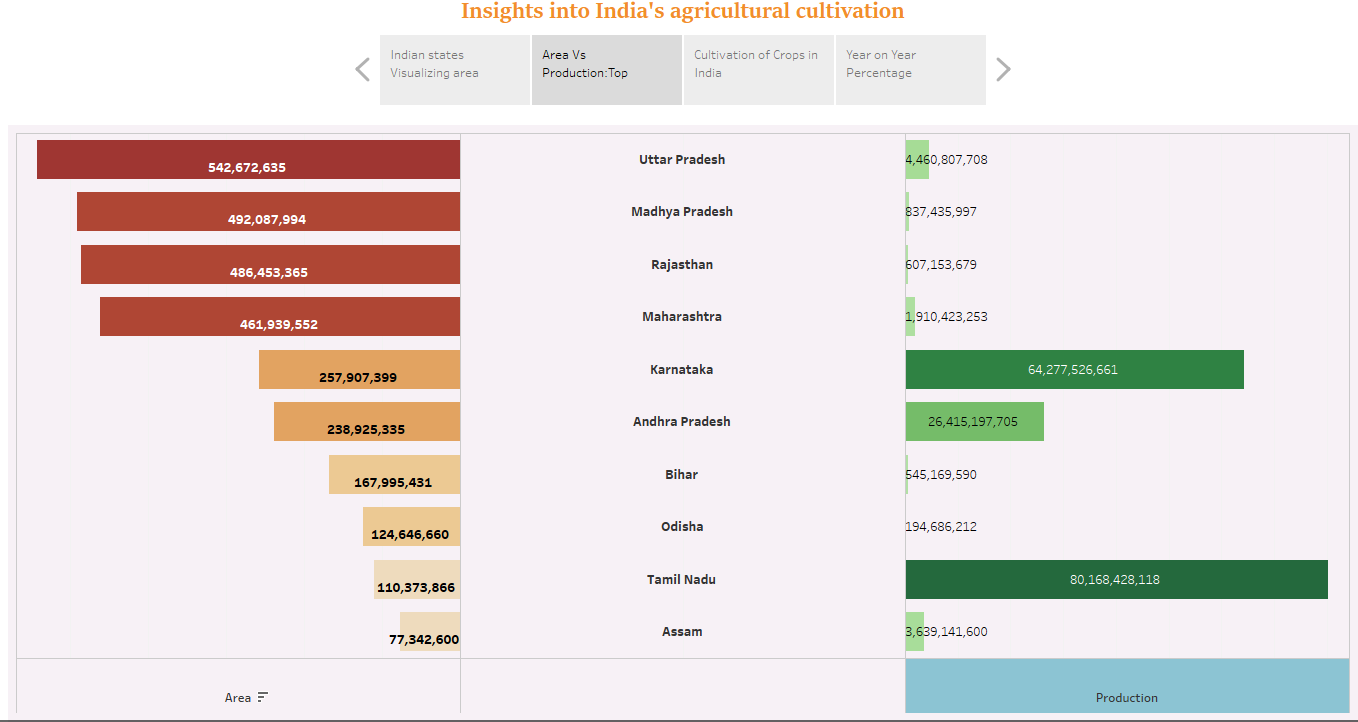 Insights into India's agricultural cultivation
Indian states
Visualizing area
Area Vs
Production:Top
Cultivation of Crops in
India
Year on Year
Percentage
542,672,635 Uttar Pradesh 4,460,807,708
492,087,994 Madhya Pradesh 837,435,997
486,453,365 Rajasthan 607,153,679
461,939,552 Maharashtra 1,910,423,253
257,907,399 Karnataka 64,277,526,661
238,925,335 Andhra Pradesh 26,415,197,705
167,995,431 Bihar 545,169,590
124,646,660 Odisha 194,686,212
110,373,866 Tamil Nadu 80,168,428,118
77,342,600 Assam 3,639,141,600
Area Production